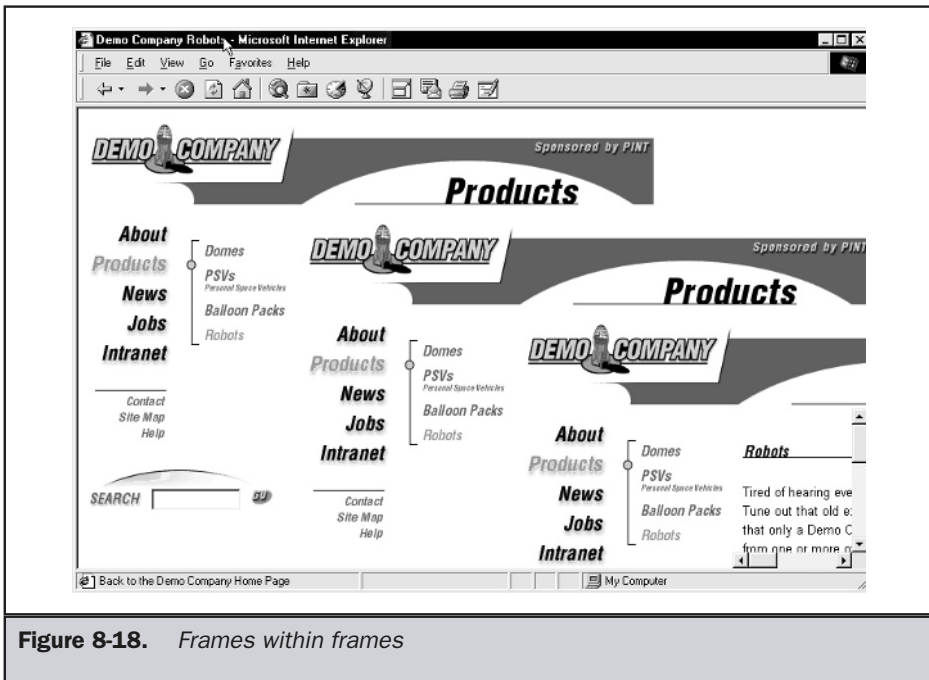 Demo Company Robots - Microsoft Internet Explorer
File Edit View Go Favorites Help
DEMO COMPANY
Sponsored by PINT
Products
About
Products
News
Jobs
Intranet
Domes
PSVs
Personal Space Vehicles
Balloon Packs
Robots
Contact
Site Map
Help
SEARCH
DEMO COMPANY
Sponsored by PINT
Products
About
Products
News
Jobs
Intranet
Domes
PSVs
Personal Space Vehicles
Balloon Packs
Robots
Contact
Site Map
Help
DEMO COMPANY
About
Products
News
Jobs
Intranet
Domes
PSVs
Personal Space Vehicles
Balloon Packs
Robots
Robots
Tired of hearing eve
Tune out that old
that only a Demo C
from one or more
Back to the Demo Company Home Page
My Computer
Figure 8-18. Frames within frames